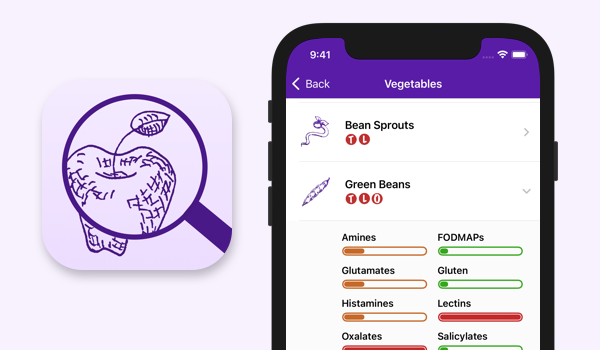 9:41
Back
Vegetables
Bean Sprouts
T L
Green Beans
T L O
Amines
FODMAPs
Glutamates
Gluten
Histamines
Lectins
Oxalates
Salicylates